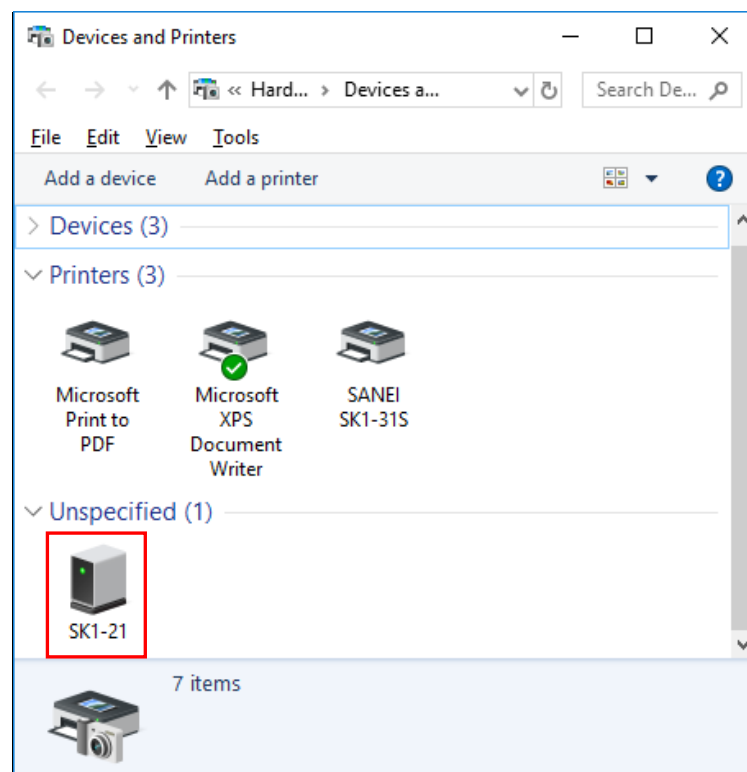 Devices and Printers
« Hard... › Devices a...
Search De...
File Edit View Tools
Add a device Add a printer
?
Devices (3)
Printers (3)
Microsoft
Print to
PDF
Microsoft
XPS
Document
Writer
SANEI
SK1-31S
Unspecified (1)
SK1-21
7 items